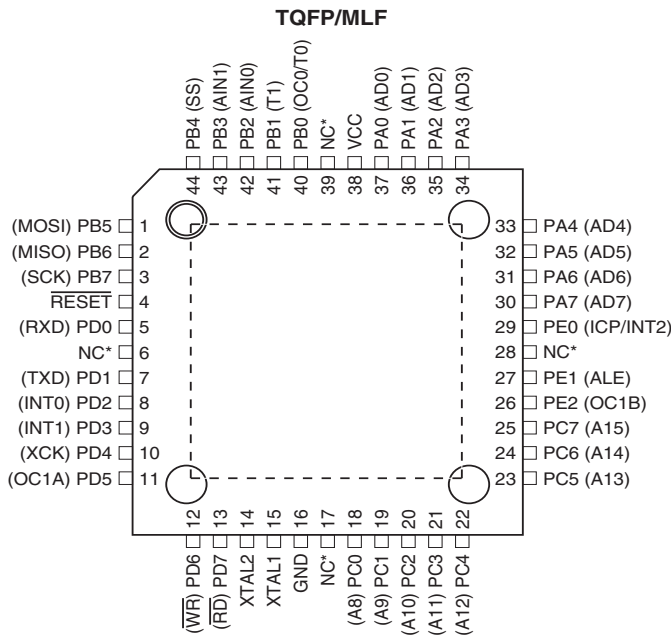 TQFP/MLF
PB4 (SS)
PB3 (AIN1)
PB2 (AIN0)
PB1 (T1)
PB0 (OC0/T0)
NC*
VCC
PA0 (AD0)
PA1 (AD1)
PA2 (AD2)
PA3 (AD3)
44
43
42
41
40
39
38
37
36
35
34
(MOSI) PB5 1
(MISO) PB6 2
(SCK) PB7 3
RESET 4
(RXD) PD0 5
NC* 6
(TXD) PD1 7
(INT0) PD2 8
(INT1) PD3 9
(XCK) PD4 10
(OC1A) PD5 11
33 PA4 (AD4)
32 PA5 (AD5)
31 PA6 (AD6)
30 PA7 (AD7)
29 PE0 (ICP/INT2)
28 NC*
27 PE1 (ALE)
26 PE2 (OC1B)
25 PC7 (A15)
24 PC6 (A14)
23 PC5 (A13)
12
13
14
15
16
17
18
19
20
21
22
(WR) PD6
(RD) PD7
XTAL2
XTAL1
GND
NC*
(A8) PC0
(A9) PC1
(A10) PC2
(A11) PC3
(A12) PC4